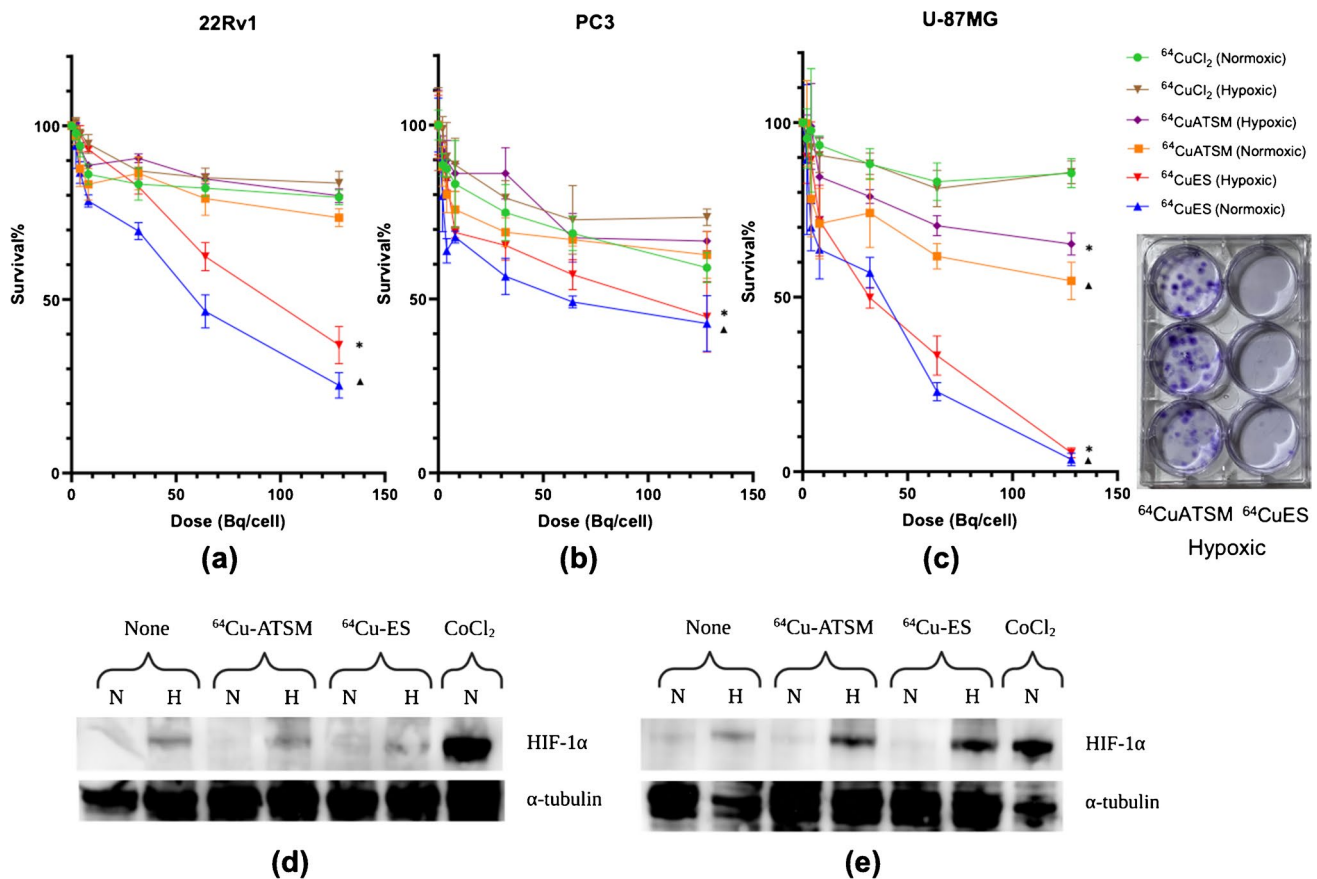 22Rv1
PC3
U-87MG
Survival%
100
50
0
0 50 100 150
Dose (Bq/cell)
(a)
Survival%
100
50
0
0 50 100 150
Dose (Bq/cell)
(b)
Survival%
100
50
0
0 50 100 150
Dose (Bq/cell)
(c)
⁶⁴CuCl₂ (Normoxic)
⁶⁴CuCl₂ (Hypoxic)
⁶⁴CuATSM (Hypoxic)
⁶⁴CuATSM (Normoxic)
⁶⁴CuES (Hypoxic)
⁶⁴CuES (Normoxic)
*
▲
*
▲
*
▲
*
▲
⁶⁴CuATSM ⁶⁴CuES
Hypoxic
None ⁶⁴Cu-ATSM ⁶⁴Cu-ES CoCl₂
N H N H N H N
HIF-1α
α-tubulin
(d)
None ⁶⁴Cu-ATSM ⁶⁴Cu-ES CoCl₂
N H N H N H N
HIF-1α
α-tubulin
(e)